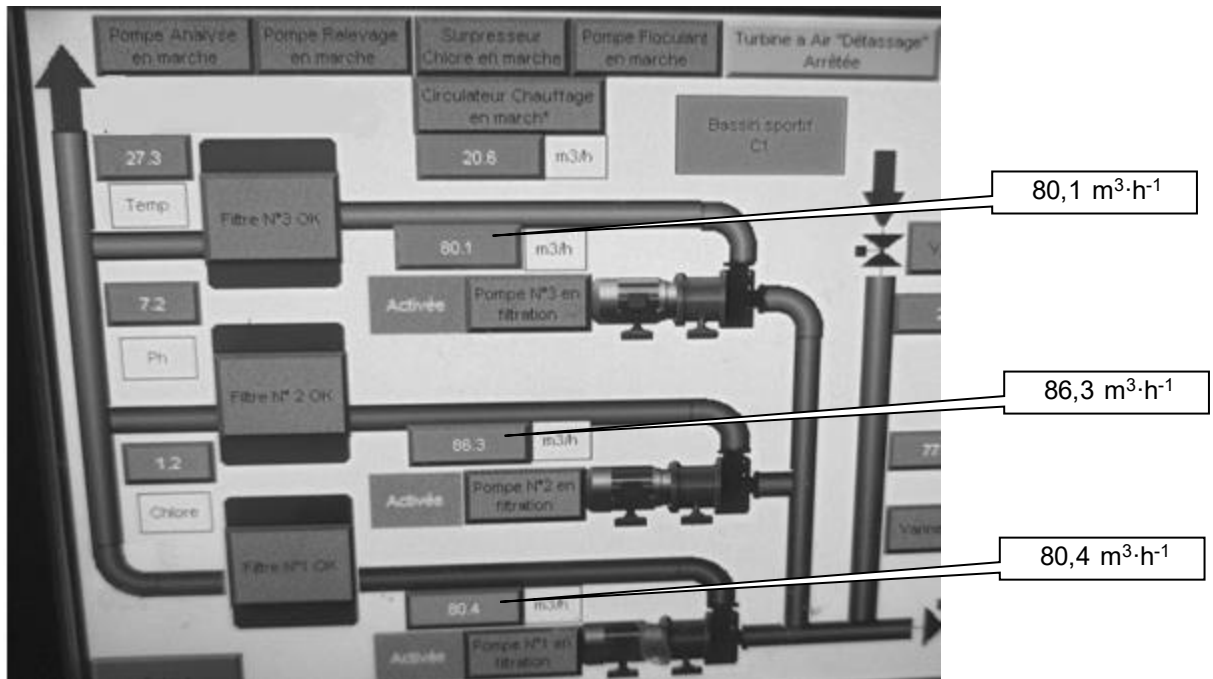 Pompe Analyse
en marche
Pompe Relevage
en marche
Surpresseur
Chlore en marche
Pompe Floculant
en marche
Turbine a Air "Détassage"
Arrêtée
Circulateur Chauffage
en march*
20.6
m3/h
Bassin sportif
C1
27.3
Temp
Filtre N°3 OK
80.1
m3/h
80,1 m³·h⁻¹
Activée
Pompe N°3 en
filtration
7.2
Ph
Filtre N° 2 OK
86.3
m3/h
86,3 m³·h⁻¹
Activée
Pompe N°2 en
filtration
1.2
Chlore
Filtre N°1 OK
80.4
m3/h
80,4 m³·h⁻¹
Activée
Pompe N°1 en
filtration
V
2
77
Vanne